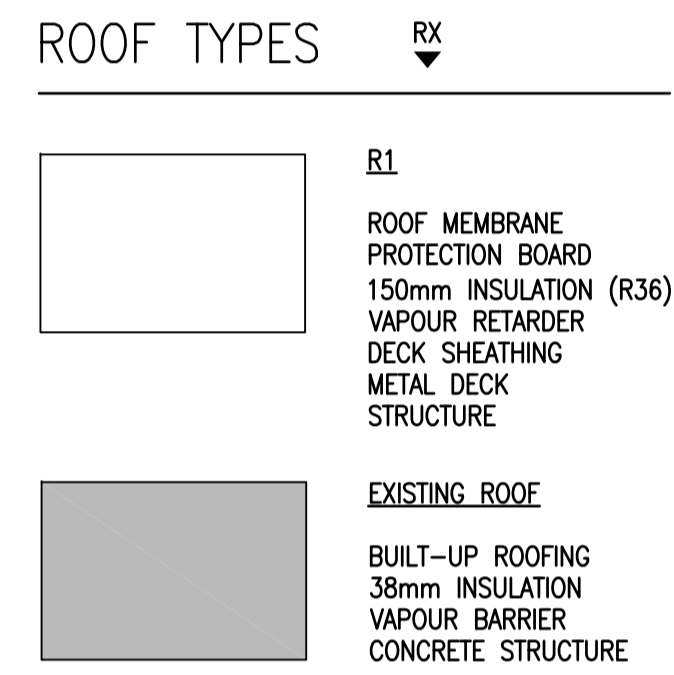 ROOF TYPES RX
R1
ROOF MEMBRANE
PROTECTION BOARD
150mm INSULATION (R36)
VAPOUR RETARDER
DECK SHEATHING
METAL DECK
STRUCTURE
EXISTING ROOF
BUILT-UP ROOFING
38mm INSULATION
VAPOUR BARRIER
CONCRETE STRUCTURE